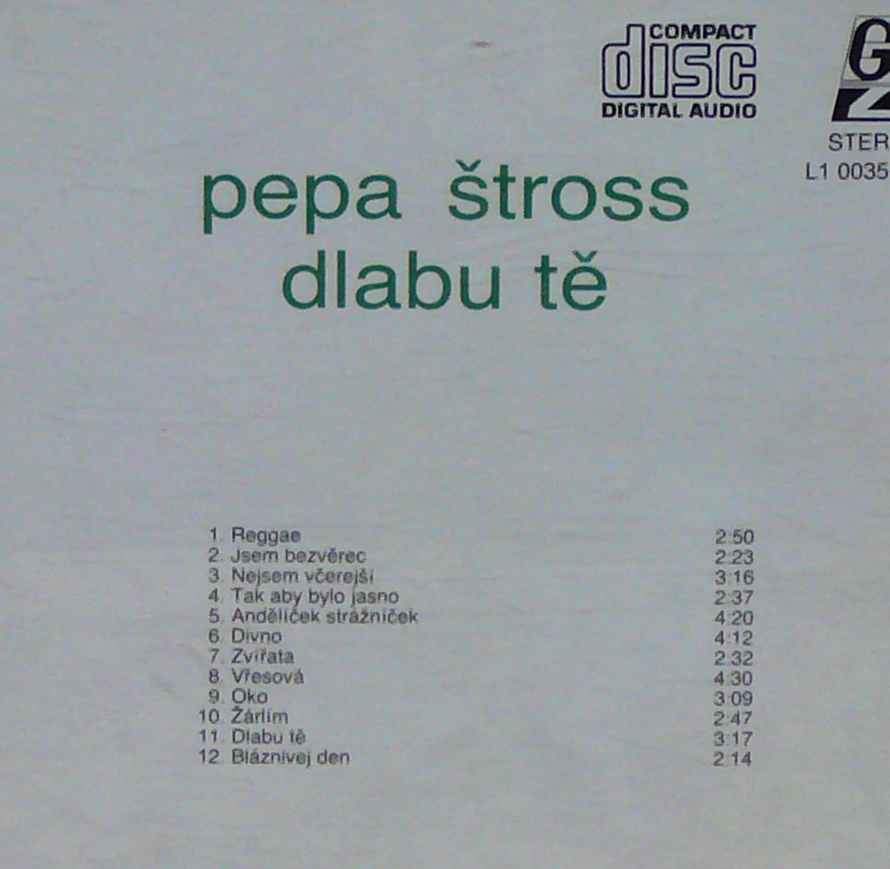 COMPACT
disc
DIGITAL AUDIO
G
Z
STER
L1 0035
pepa štross
dlabu tě
1. Reggae 2:50
2. Jsem bezvěrec 2:23
3. Nejsem včerejší 3:16
4. Tak aby bylo jasno 2:37
5. Andělíček strážníček 4:20
6. Divno 4:12
7. Zvířata 2:32
8. Vřesová 4:30
9. Oko 3:09
10. Žárlím 2:47
11. Dlabu tě 3:17
12. Bláznivej den 2:14